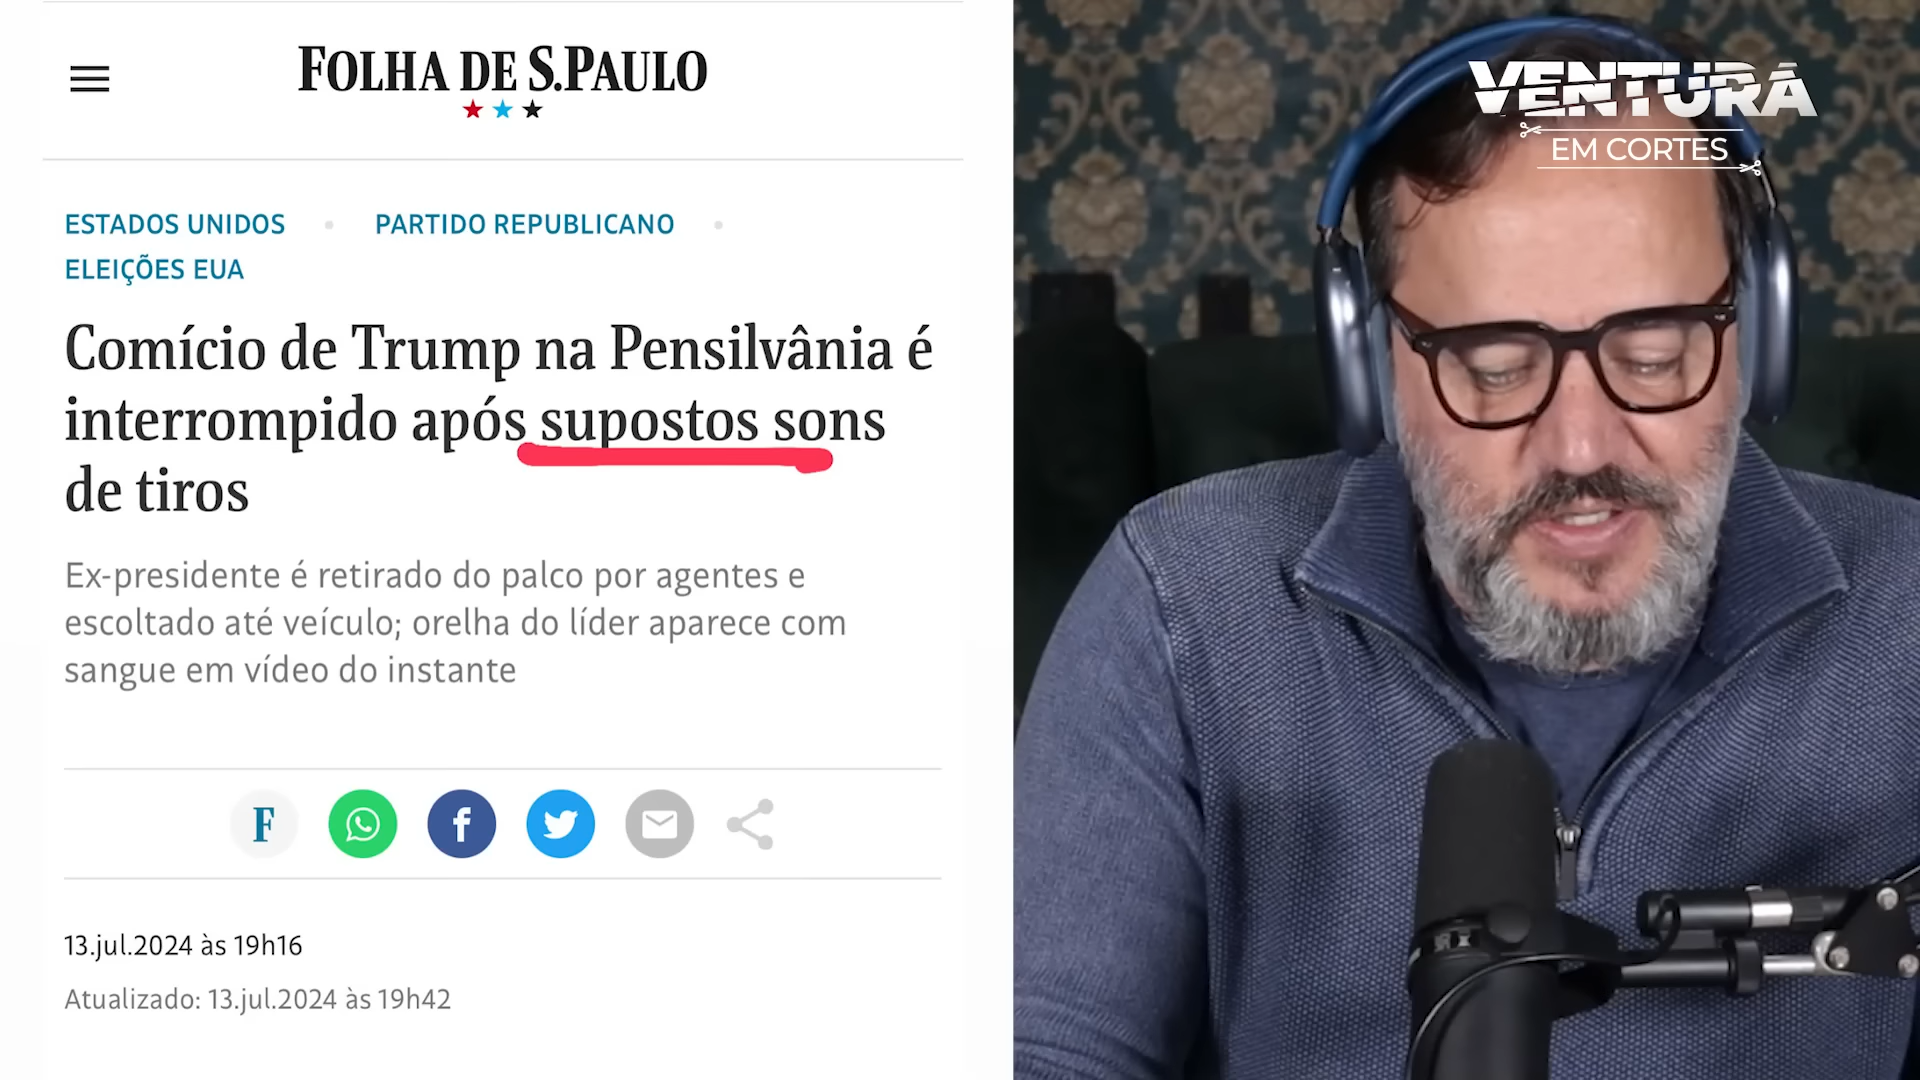 FOLHA DE S.PAULO
ESTADOS UNIDOS • PARTIDO REPUBLICANO •
ELEIÇÕES EUA
Comício de Trump na Pensilvânia é
interrompido após supostos sons
de tiros
Ex-presidente é retirado do palco por agentes e
escoltado até veículo; orelha do líder aparece com
sangue em vídeo do instante
F
f
13.jul.2024 às 19h16
Atualizado: 13.jul.2024 às 19h42
VENTURA
EM CORTES